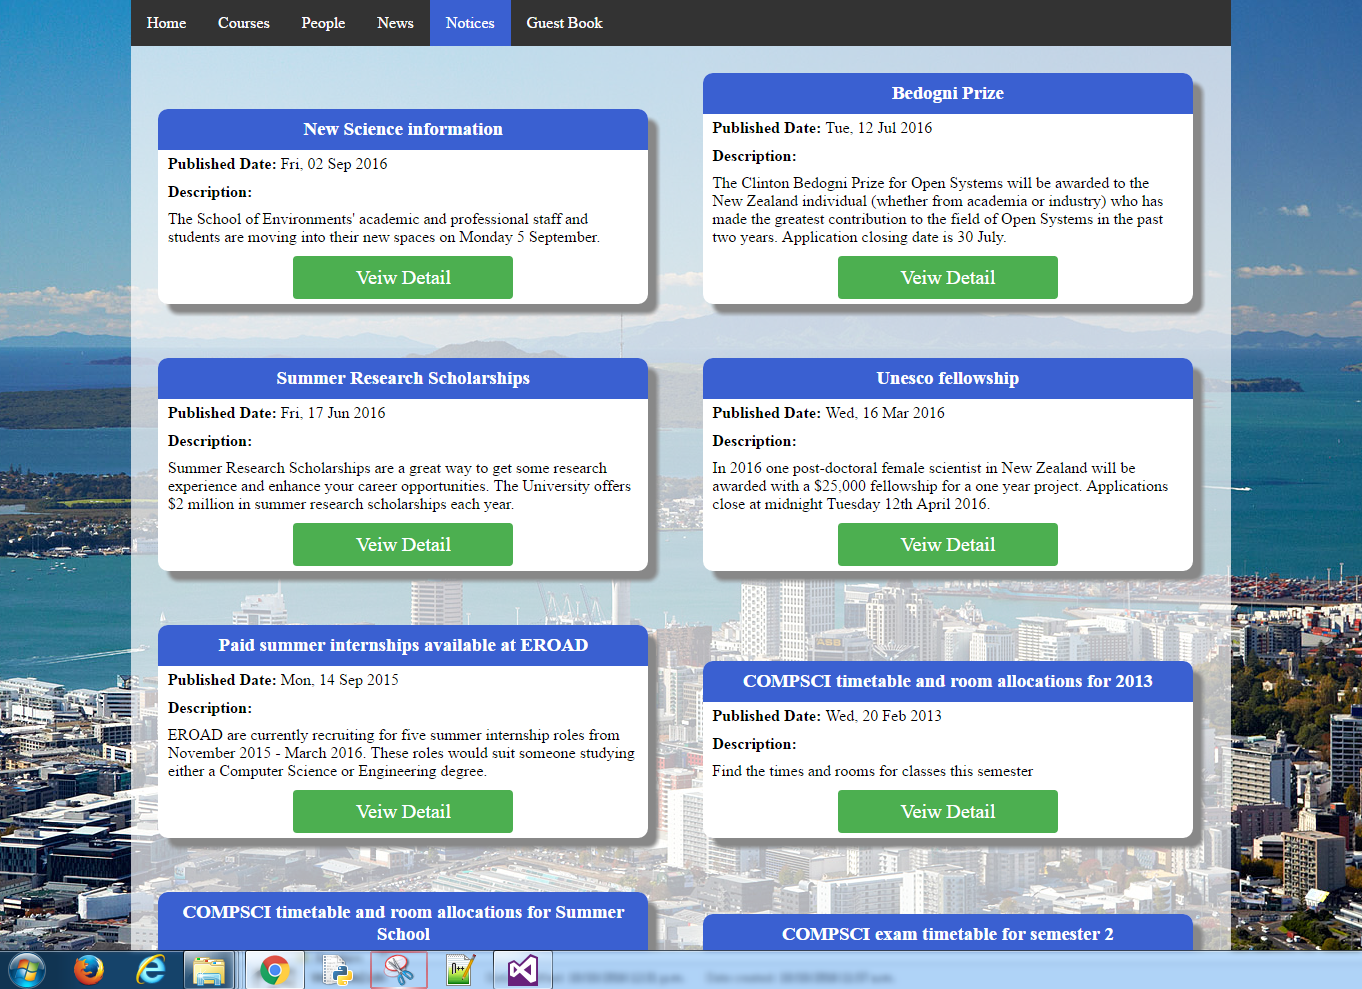 Home Courses People News Notices Guest Book
New Science information
Published Date: Fri, 02 Sep 2016
Description:
The School of Environments' academic and professional staff and
students are moving into their new spaces on Monday 5 September.
Veiw Detail
Bedogni Prize
Published Date: Tue, 12 Jul 2016
Description:
The Clinton Bedogni Prize for Open Systems will be awarded to the
New Zealand individual (whether from academia or industry) who has
made the greatest contribution to the field of Open Systems in the past
two years. Application closing date is 30 July.
Veiw Detail
Summer Research Scholarships
Published Date: Fri, 17 Jun 2016
Description:
Summer Research Scholarships are a great way to get some research
experience and enhance your career opportunities. The University offers
$2 million in summer research scholarships each year.
Veiw Detail
Unesco fellowship
Published Date: Wed, 16 Mar 2016
Description:
In 2016 one post-doctoral female scientist in New Zealand will be
awarded with a $25,000 fellowship for a one year project. Applications
close at midnight Tuesday 12th April 2016.
Veiw Detail
Paid summer internships available at EROAD
Published Date: Mon, 14 Sep 2015
Description:
EROAD are currently recruiting for five summer internship roles from
November 2015 - March 2016. These roles would suit someone studying
either a Computer Science or Engineering degree.
Veiw Detail
COMPSCI timetable and room allocations for 2013
Published Date: Wed, 20 Feb 2013
Description:
Find the times and rooms for classes this semester
Veiw Detail
COMPSCI timetable and room allocations for Summer
School
COMPSCI exam timetable for semester 2